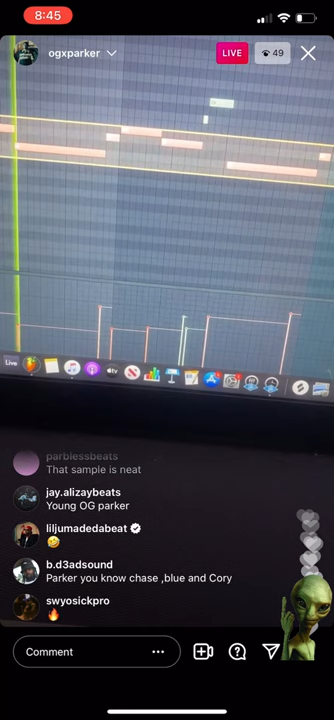 8:45
ogxparker
LIVE
49
Live
tv
parblessbeats
That sample is neat
jay.alizaybeats
Young OG parker
liljumadedabeat
🤣
b.d3adsound
Parker you know chase ,blue and Cory
swyosickpro
🔥
Comment